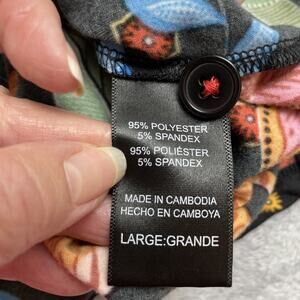 95% POLYESTER
5% SPANDEX
95% POLIÉSTER
5% SPANDEX
MADE IN CAMBODIA
HECHO EN CAMBOYA
LARGE:GRANDE